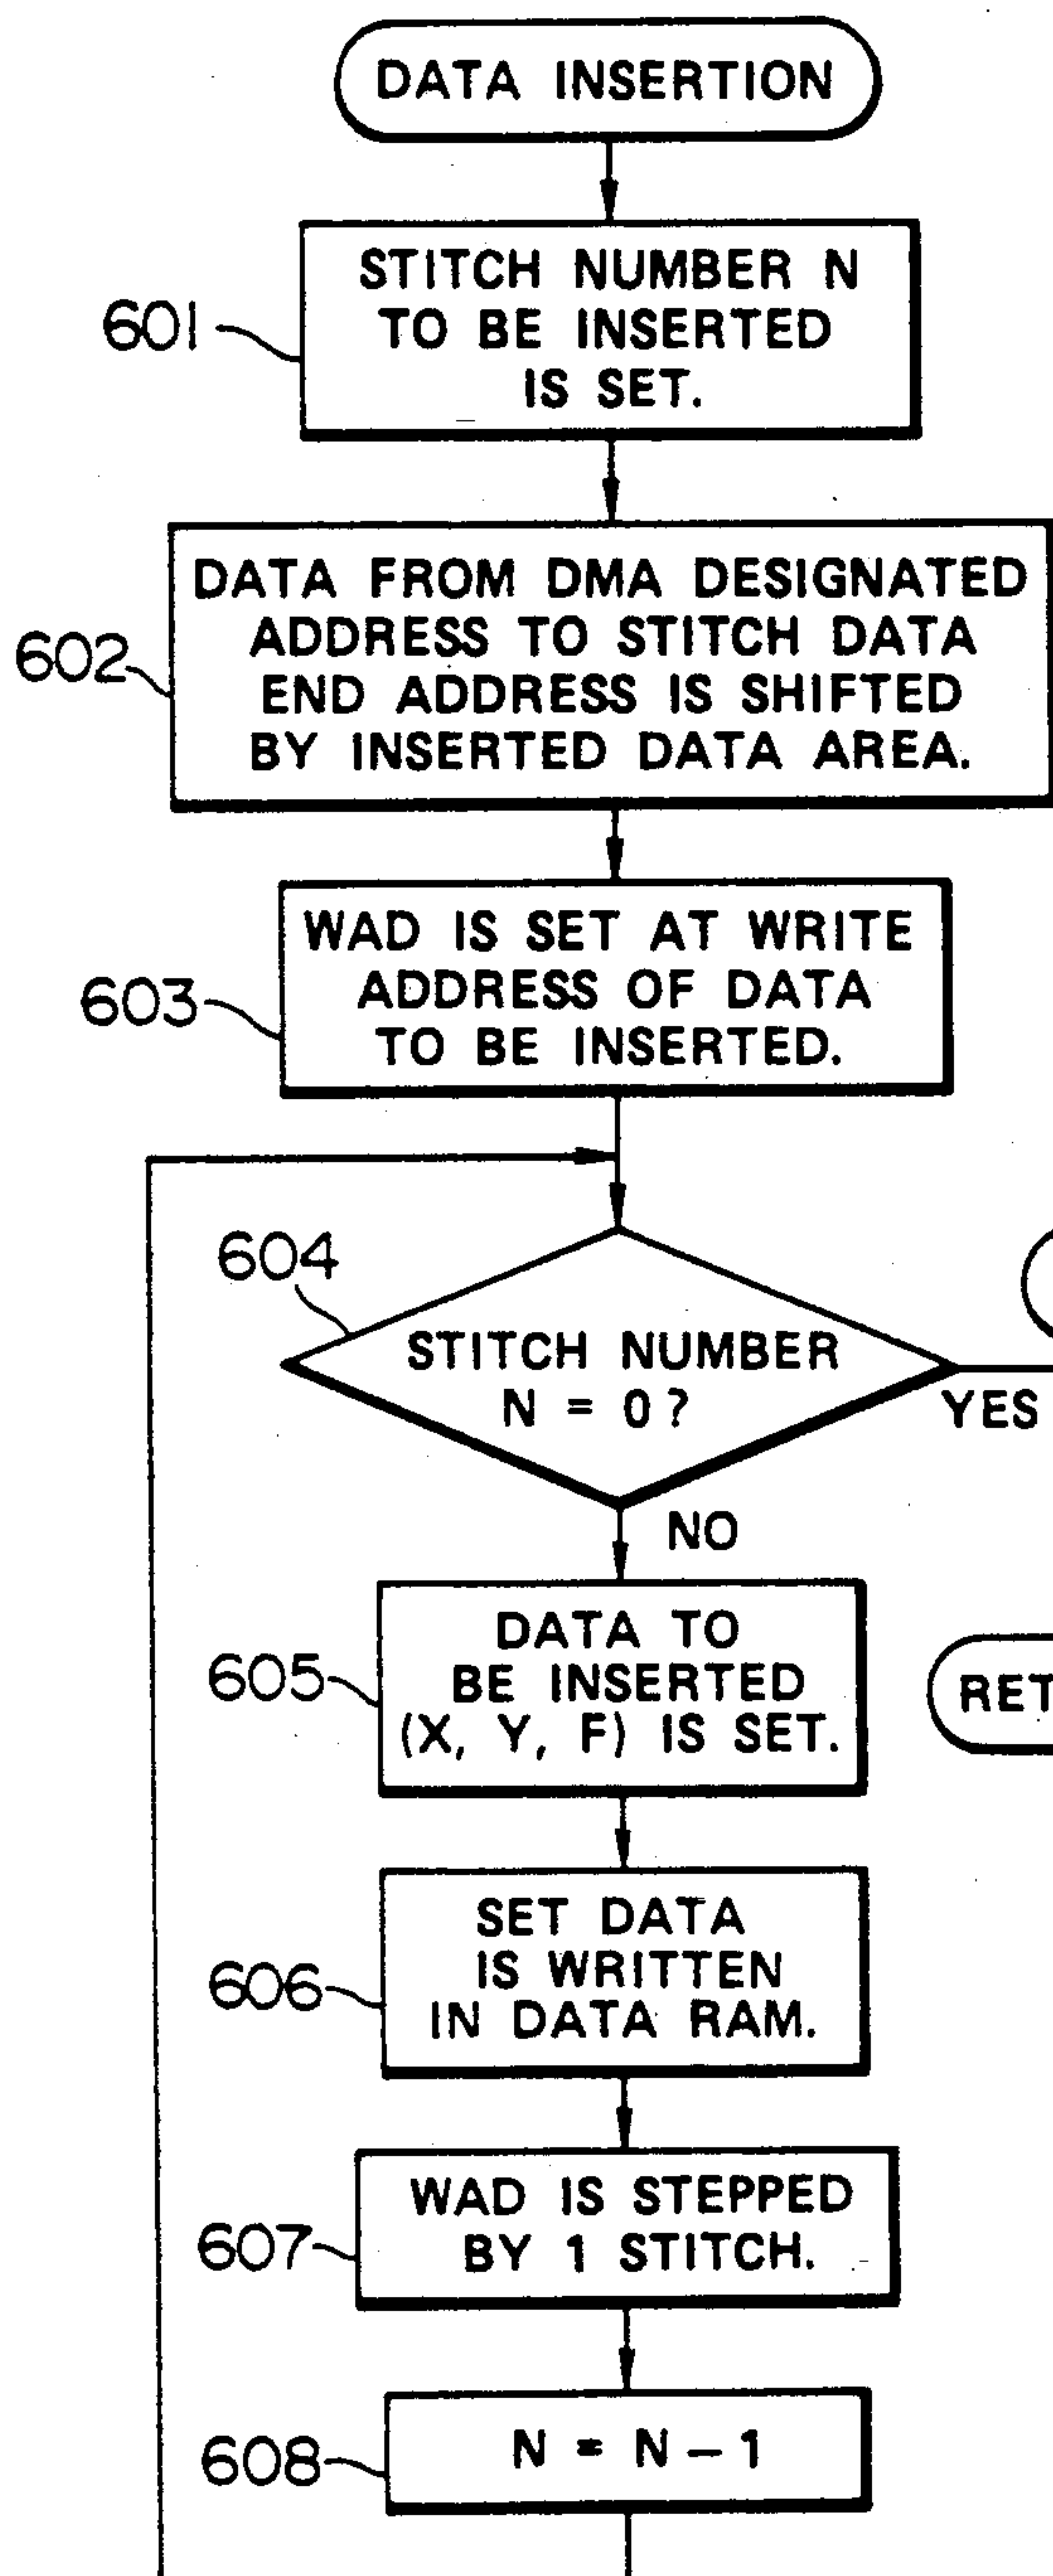 DATA INSERTION
601
STITCH NUMBER N
TO BE INSERTED
IS SET.
602
DATA FROM DMA DESIGNATED
ADDRESS TO STITCH DATA
END ADDRESS IS SHIFTED
BY INSERTED DATA AREA.
603
WAD IS SET AT WRITE
ADDRESS OF DATA
TO BE INSERTED.
604
STITCH NUMBER
N = 0?
YES
NO
605
DATA TO
BE INSERTED
(X, Y, F) IS SET.
RET
606
SET DATA
IS WRITTEN
IN DATA RAM.
607
WAD IS STEPPED
BY 1 STITCH.
608
N = N - 1